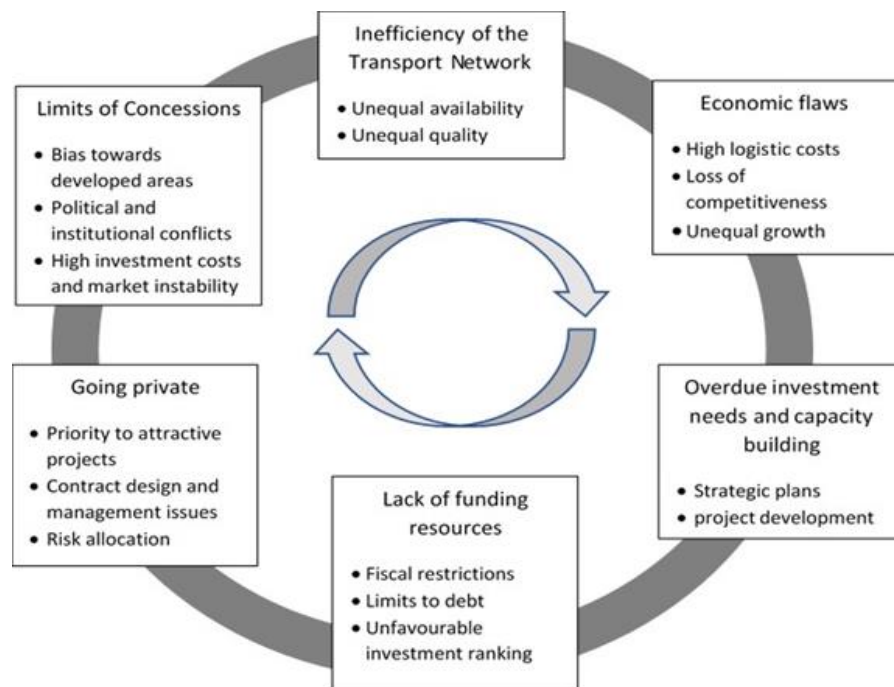 Inefficiency of the
Transport Network
• Unequal availability
• Unequal quality
Economic flaws
• High logistic costs
• Loss of
competitiveness
• Unequal growth
Overdue investment
needs and capacity
building
• Strategic plans
• project development
Lack of funding
resources
• Fiscal restrictions
• Limits to debt
• Unfavourable
investment ranking
Going private
• Priority to attractive
projects
• Contract design and
management issues
• Risk allocation
Limits of Concessions
• Bias towards
developed areas
• Political and
institutional conflicts
• High investment costs
and market instability